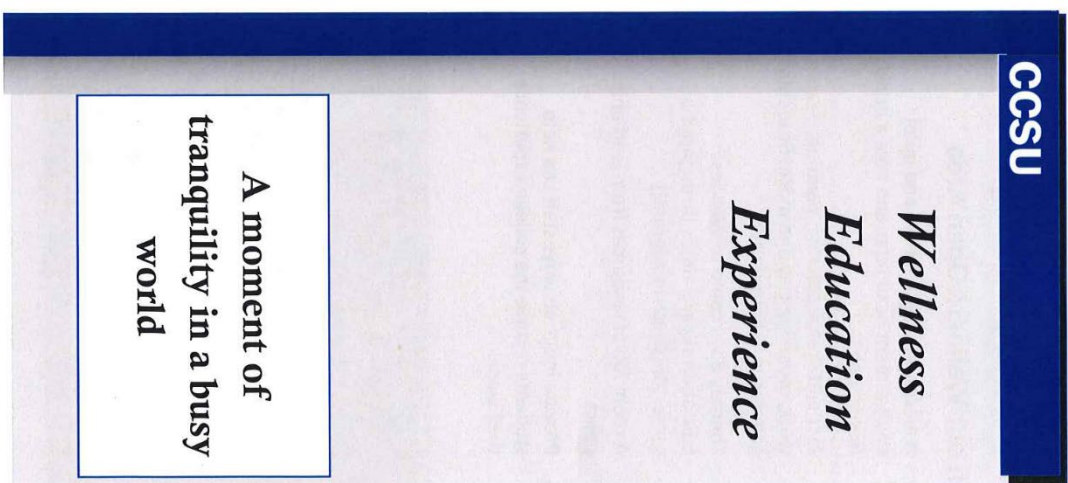 CCSU
Wellness
Education
Experience
A moment of
tranquility in a busy
world